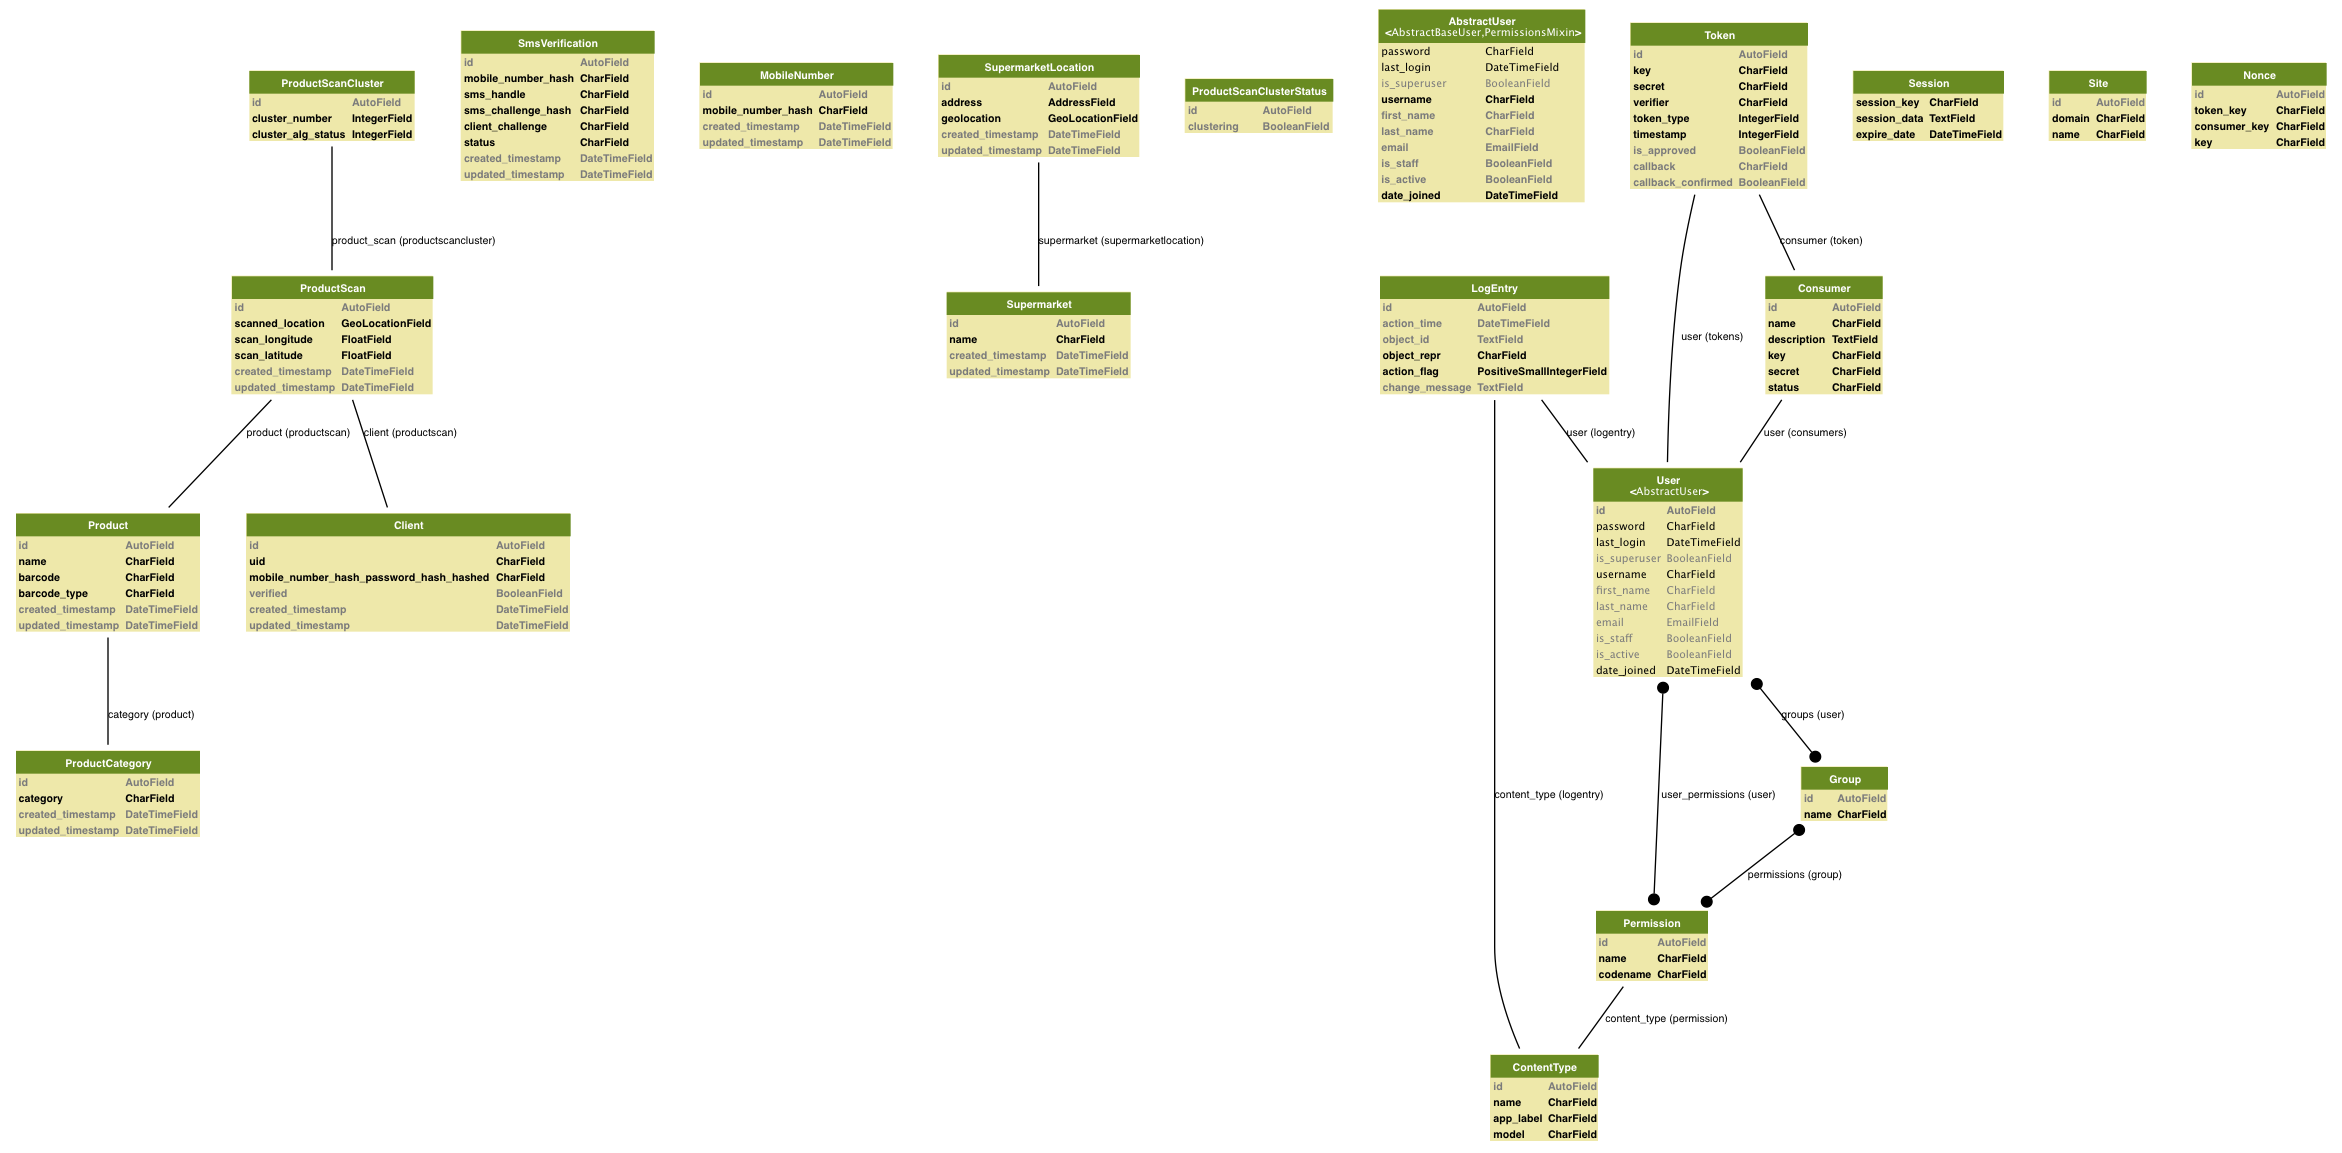 ProductScanCluster
id AutoField
cluster_number IntegerField
cluster_alg_status IntegerField
SmsVerification
id AutoField
mobile_number_hash CharField
sms_handle CharField
sms_challenge_hash CharField
client_challenge CharField
status CharField
created_timestamp DateTimeField
updated_timestamp DateTimeField
MobileNumber
id AutoField
mobile_number_hash CharField
created_timestamp DateTimeField
updated_timestamp DateTimeField
SupermarketLocation
id AutoField
address AddressField
geolocation GeoLocationField
created_timestamp DateTimeField
updated_timestamp DateTimeField
ProductScanClusterStatus
id AutoField
clustering BooleanField
AbstractUser
<AbstractBaseUser,PermissionsMixin>
password CharField
last_login DateTimeField
is_superuser BooleanField
username CharField
first_name CharField
last_name CharField
email EmailField
is_staff BooleanField
is_active BooleanField
date_joined DateTimeField
Token
id AutoField
key CharField
secret CharField
verifier CharField
token_type IntegerField
timestamp IntegerField
is_approved BooleanField
callback CharField
callback_confirmed BooleanField
Session
session_key CharField
session_data TextField
expire_date DateTimeField
Site
id AutoField
domain CharField
name CharField
Nonce
id AutoField
token_key CharField
consumer_key CharField
key CharField
product_scan (productscancluster)
supermarket (supermarketlocation)
consumer (token)
ProductScan
id AutoField
scanned_location GeoLocationField
scan_longitude FloatField
scan_latitude FloatField
created_timestamp DateTimeField
updated_timestamp DateTimeField
Supermarket
id AutoField
name CharField
created_timestamp DateTimeField
updated_timestamp DateTimeField
LogEntry
id AutoField
action_time DateTimeField
object_id TextField
object_repr CharField
action_flag PositiveSmallIntegerField
change_message TextField
user (tokens)
Consumer
id AutoField
name CharField
description TextField
key CharField
secret CharField
status CharField
product (productscan)
client (productscan)
user (logentry)
user (consumers)
Product
id AutoField
name CharField
barcode CharField
barcode_type CharField
created_timestamp DateTimeField
updated_timestamp DateTimeField
Client
id AutoField
uid CharField
mobile_number_hash_password_hash_hashed CharField
verified BooleanField
created_timestamp DateTimeField
updated_timestamp DateTimeField
User
<AbstractUser>
id AutoField
password CharField
last_login DateTimeField
is_superuser BooleanField
username CharField
first_name CharField
last_name CharField
email EmailField
is_staff BooleanField
is_active BooleanField
date_joined DateTimeField
category (product)
groups (user)
ProductCategory
id AutoField
category CharField
created_timestamp DateTimeField
updated_timestamp DateTimeField
content_type (logentry)
user_permissions (user)
Group
id AutoField
name CharField
permissions (group)
Permission
id AutoField
name CharField
codename CharField
content_type (permission)
ContentType
id AutoField
name CharField
app_label CharField
model CharField